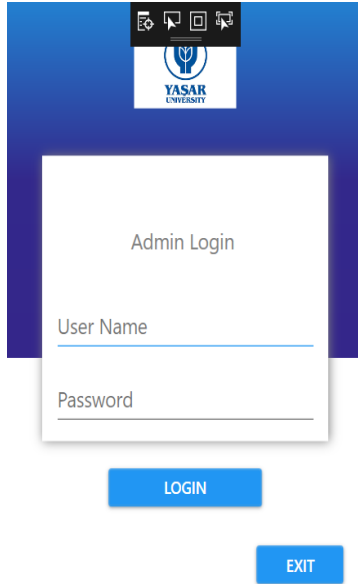 YAŞAR
UNIVERSITY
Admin Login
User Name
Password
LOGIN
EXIT